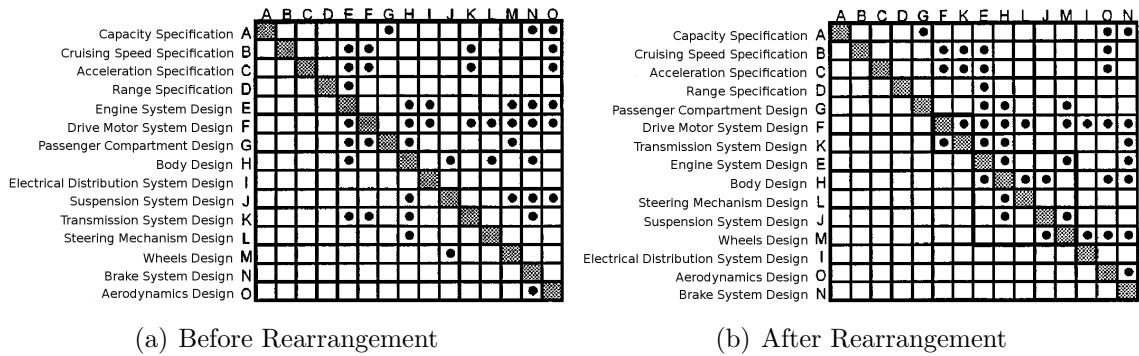 A B C D E F G H I J K L M N O
Capacity Specification A
Cruising Speed Specification B
Acceleration Specification C
Range Specification D
Engine System Design E
Drive Motor System Design F
Passenger Compartment Design G
Body Design H
Electrical Distribution System Design I
Suspension System Design J
Transmission System Design K
Steering Mechanism Design L
Wheels Design M
Brake System Design N
Aerodynamics Design O
(a) Before Rearrangement
A B C D G F K E H L J M I O N
Capacity Specification A
Cruising Speed Specification B
Acceleration Specification C
Range Specification D
Passenger Compartment Design G
Drive Motor System Design F
Transmission System Design K
Engine System Design E
Body Design H
Steering Mechanism Design L
Suspension System Design J
Wheels Design M
Electrical Distribution System Design I
Aerodynamics Design O
Brake System Design N
(b) After Rearrangement